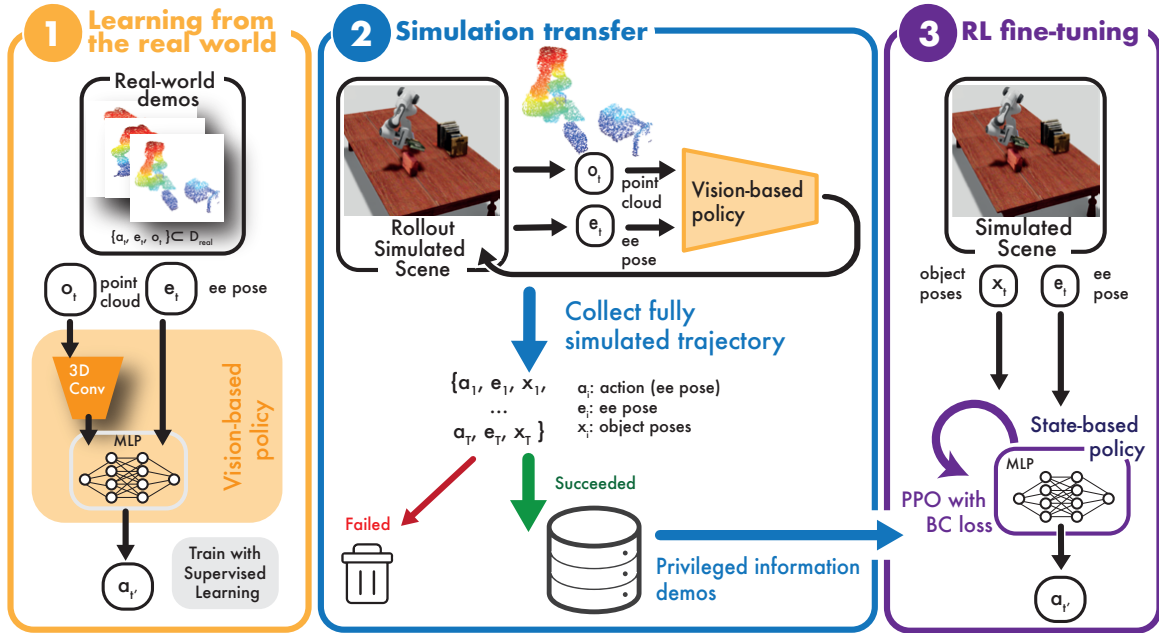 1 Learning from
the real world
Real-world
demos
{aₜ, eₜ, oₜ }⊂ D_real
oₜ
point
cloud
eₜ
ee pose
3D
Conv
MLP
Vision-based
policy
aₜ'
Train with
Supervised
Learning
2 Simulation transfer
Rollout
Simulated
Scene
oₜ
point
cloud
eₜ
ee
pose
Vision-based
policy
Collect fully
simulated trajectory
{a₁, e₁, x₁,
...
a_T, e_T, x_T }
aᵢ: action (ee pose)
eᵢ: ee pose
xᵢ: object poses
Failed
Succeeded
Privileged information
demos
3 RL fine-tuning
Simulated
Scene
object
poses
xₜ
eₜ
ee
pose
State-based
policy
MLP
PPO with
BC loss
aₜ'